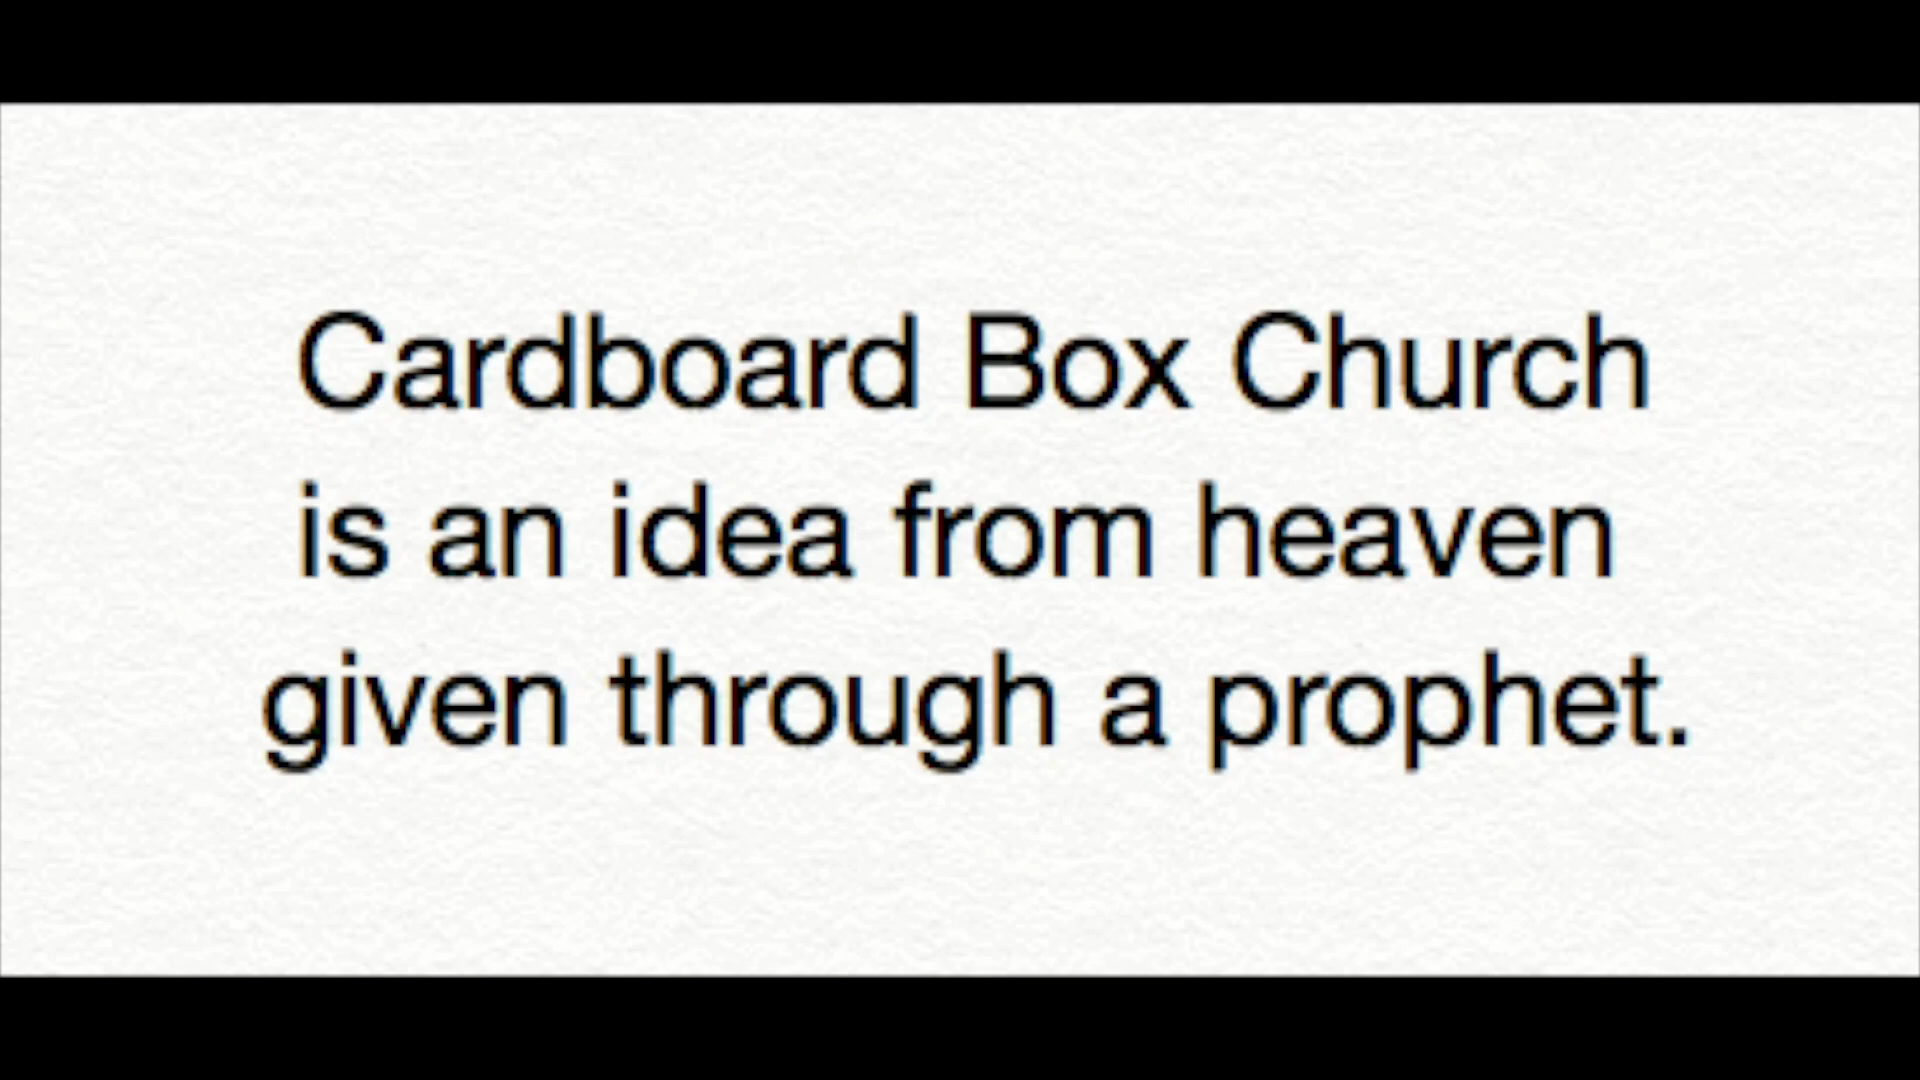 Cardboard Box Church
is an idea from heaven
given through a prophet.